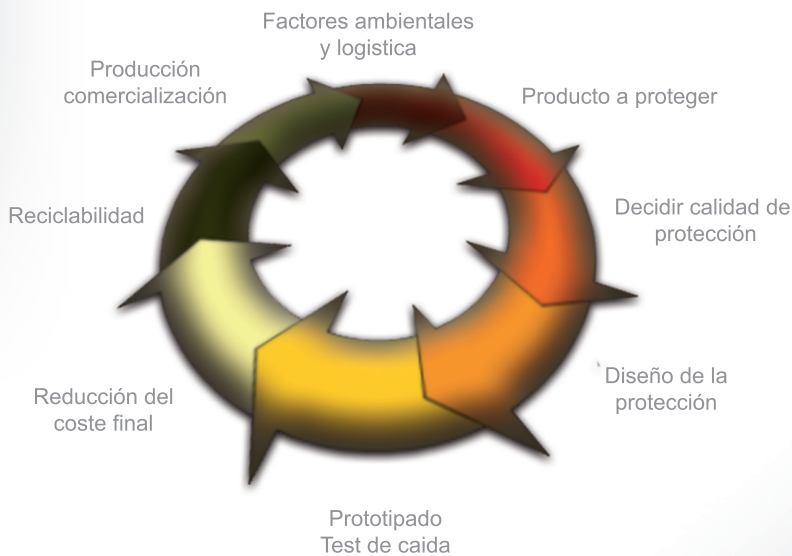 Factores ambientales
y logistica
Producto a proteger
Decidir calidad de
protección
Diseño de la
protección
Prototipado
Test de caida
Reducción del
coste final
Reciclabilidad
Producción
comercialización